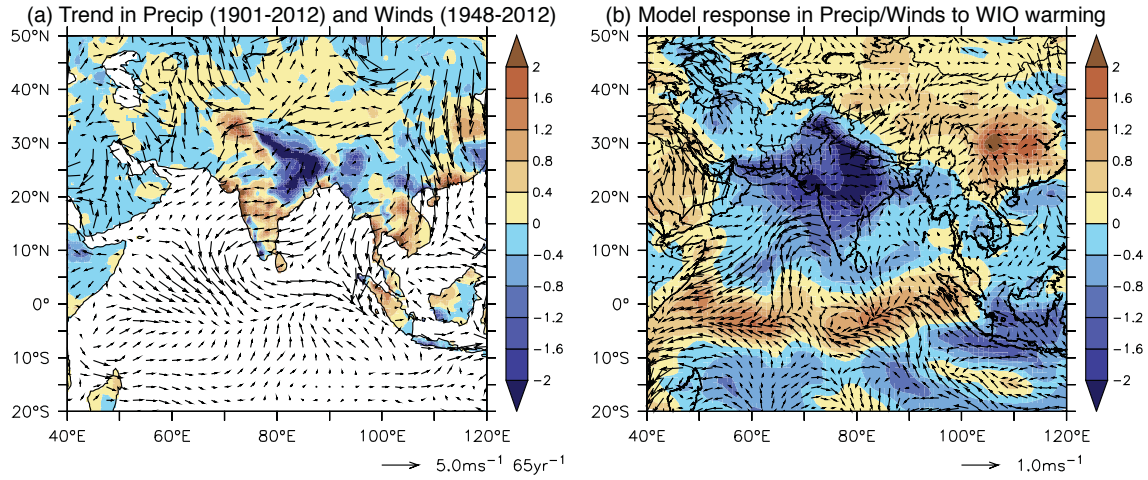 (a) Trend in Precip (1901-2012) and Winds (1948-2012)
50°N
40°N
30°N
20°N
10°N
0°
10°S
20°S
40°E
60°E
80°E
100°E
120°E
2
1.6
1.2
0.8
0.4
0
−0.4
−0.8
−1.2
−1.6
−2
5.0ms⁻¹ 65yr⁻¹
(b) Model response in Precip/Winds to WIO warming
50°N
40°N
30°N
20°N
10°N
0°
10°S
20°S
40°E
60°E
80°E
100°E
120°E
2
1.6
1.2
0.8
0.4
0
−0.4
−0.8
−1.2
−1.6
−2
1.0ms⁻¹